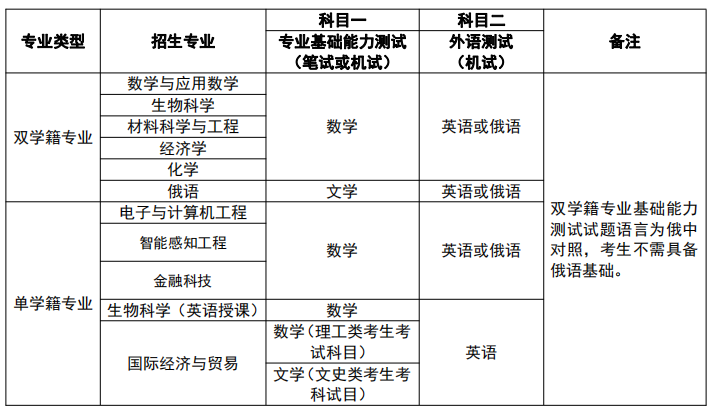 专业类型
招生专业
科目一
专业基础能力测试
（笔试或机试）
科目二
外语测试
（机试）
备注
双学籍专业
数学与应用数学
生物科学
材料科学与工程
经济学
化学
数学
英语或俄语
俄语
文学
英语或俄语
单学籍专业
电子与计算机工程
智能感知工程
金融科技
数学
英语或俄语
生物科学（英语授课）
数学
国际经济与贸易
数学（理工类考生考
试科目）
文学（文史类考生考
科试目）
英语
双学籍专业基础能力
测试试题语言为俄中
对照，考生不需具备
俄语基础。